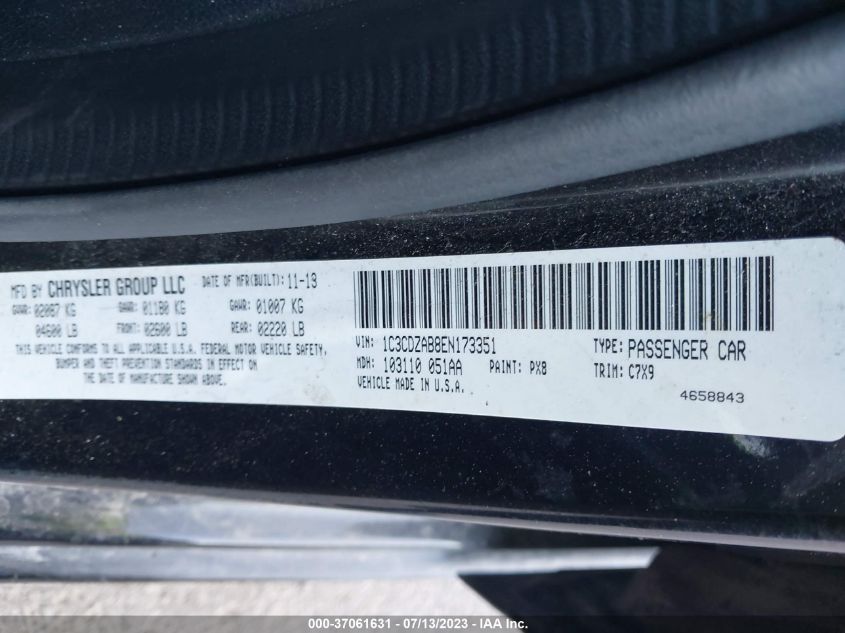 MFD BY CHRYSLER GROUP LLC DATE OF MFR(BUILT): 11-13
GVWR: 02087 KG GAWR: 01180 KG GAWR: 01007 KG
04600 LB FRONT: 02600 LB REAR: 02220 LB
THIS VEHICLE CONFORMS TO ALL APPLICABLE U.S.A. FEDERAL MOTOR VEHICLE SAFETY,
BUMPER AND THEFT PREVENTION STANDARDS IN EFFECT ON
THE DATE OF MANUFACTURE SHOWN ABOVE.
VIN: 1C3CDZAB8EN173351 TYPE: PASSENGER CAR
MDH: 103110 051AA PAINT: PX8 TRIM: C7X9
VEHICLE MADE IN U.S.A. 4658843
000-37061631 - 07/13/2023 - IAA Inc.